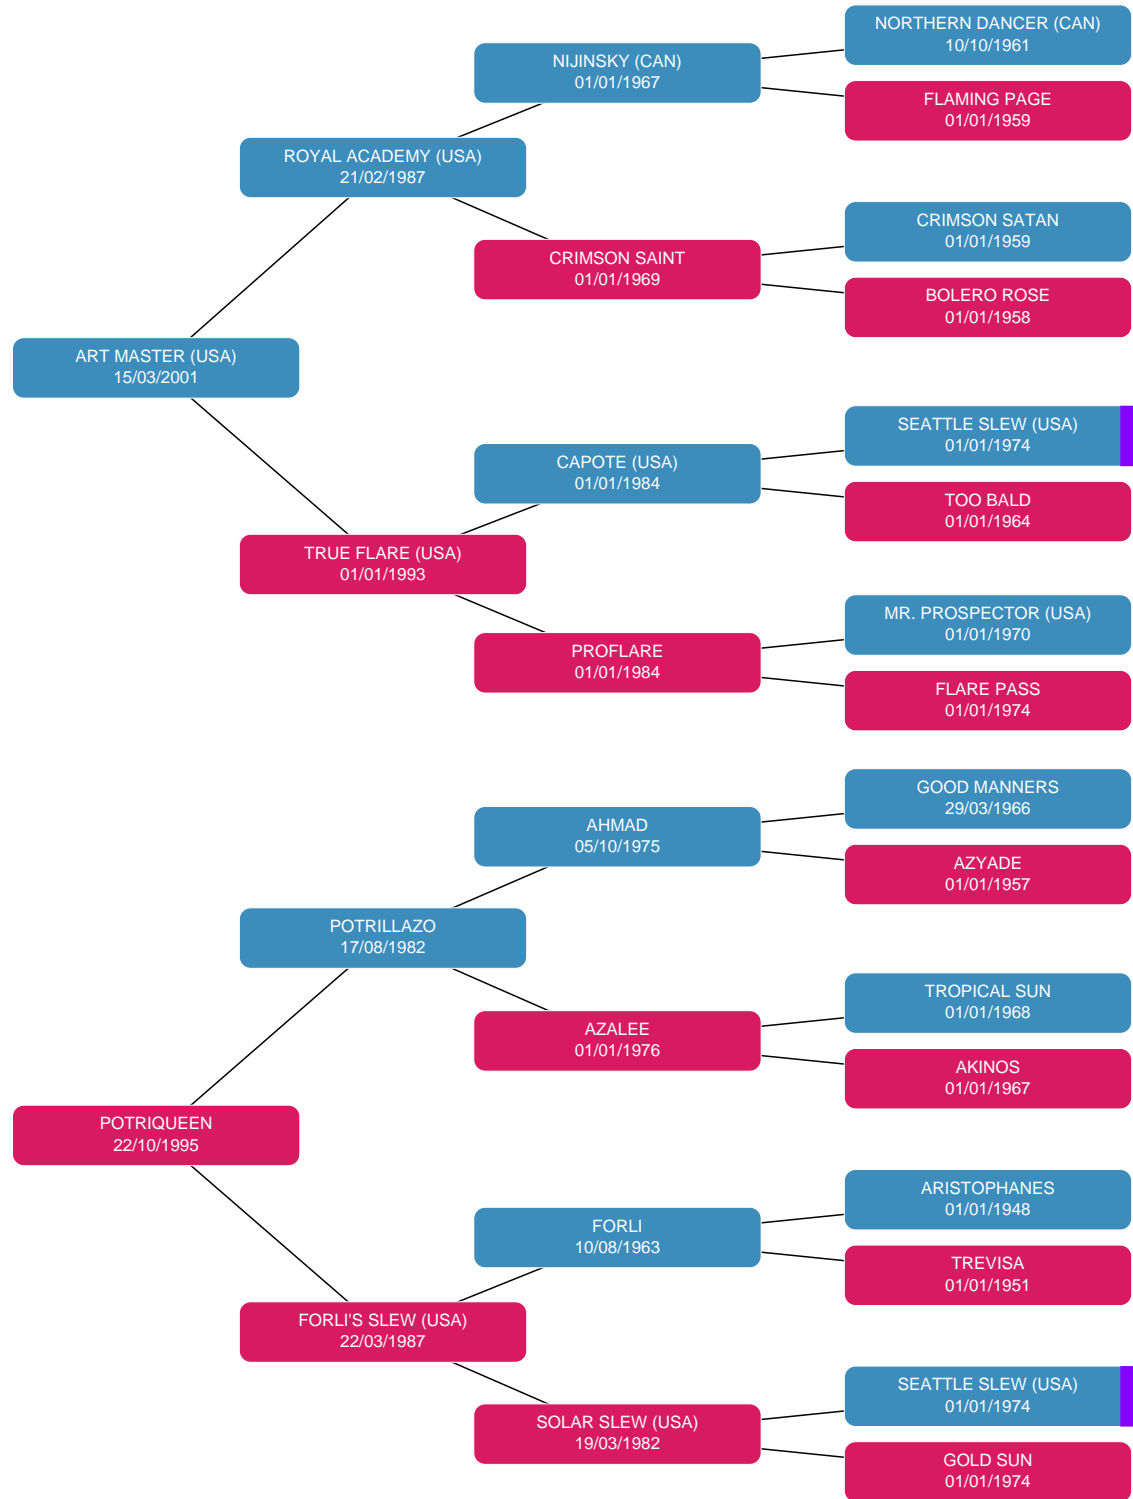 NORTHERN DANCER (CAN)
10/10/1961
NIJINSKY (CAN)
01/01/1967
FLAMING PAGE
01/01/1959
ROYAL ACADEMY (USA)
21/02/1987
CRIMSON SATAN
01/01/1959
CRIMSON SAINT
01/01/1969
BOLERO ROSE
01/01/1958
ART MASTER (USA)
15/03/2001
SEATTLE SLEW (USA)
01/01/1974
CAPOTE (USA)
01/01/1984
TOO BALD
01/01/1964
TRUE FLARE (USA)
01/01/1993
MR. PROSPECTOR (USA)
01/01/1970
PROFLARE
01/01/1984
FLARE PASS
01/01/1974
GOOD MANNERS
29/03/1966
AHMAD
05/10/1975
AZYADE
01/01/1957
POTRILLAZO
17/08/1982
TROPICAL SUN
01/01/1968
AZALEE
01/01/1976
AKINOS
01/01/1967
POTRIQUEEN
22/10/1995
ARISTOPHANES
01/01/1948
FORLI
10/08/1963
TREVISA
01/01/1951
FORLI'S SLEW (USA)
22/03/1987
SEATTLE SLEW (USA)
01/01/1974
SOLAR SLEW (USA)
19/03/1982
GOLD SUN
01/01/1974